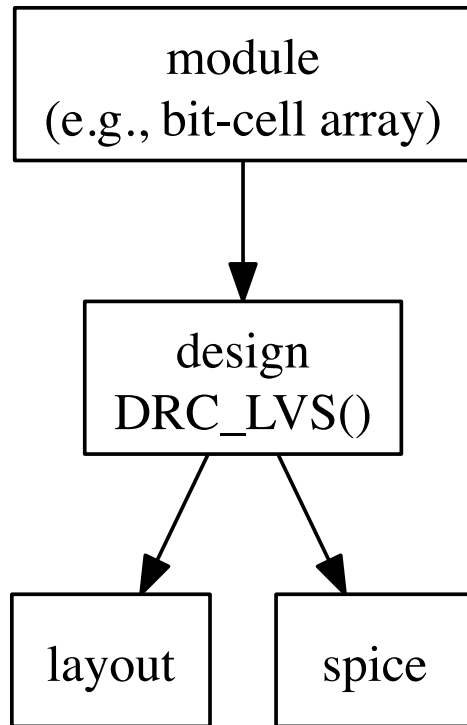 module
(e.g., bit-cell array)
design
DRC_LVS()
layout
spice